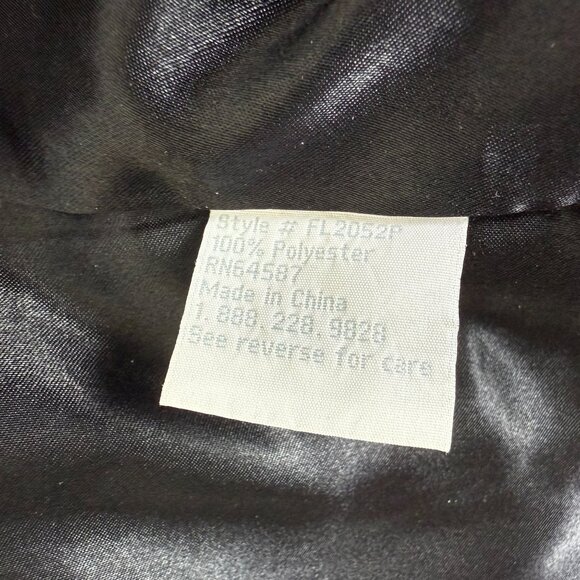 Style # FL2052P
100% Polyester
RN64587
Made in China
1.888.228.9828
See reverse for care